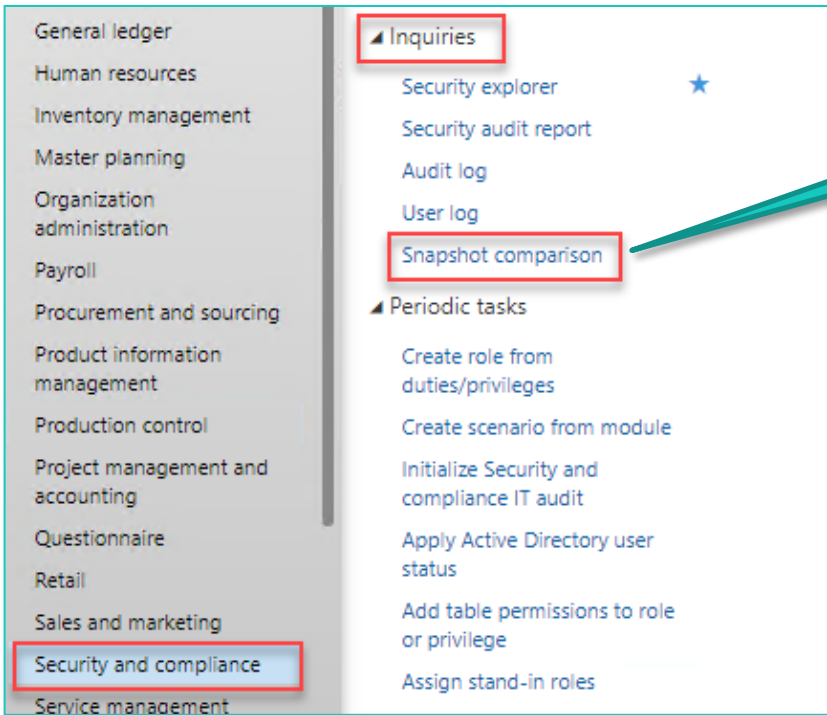 General ledger
Human resources
Inventory management
Master planning
Organization
administration
Payroll
Procurement and sourcing
Product information
management
Production control
Project management and
accounting
Questionnaire
Retail
Sales and marketing
Security and compliance
Service management
Inquiries
Security explorer
Security audit report
Audit log
User log
Snapshot comparison
Periodic tasks
Create role from
duties/privileges
Create scenario from module
Initialize Security and
compliance IT audit
Apply Active Directory user
status
Add table permissions to role
or privilege
Assign stand-in roles